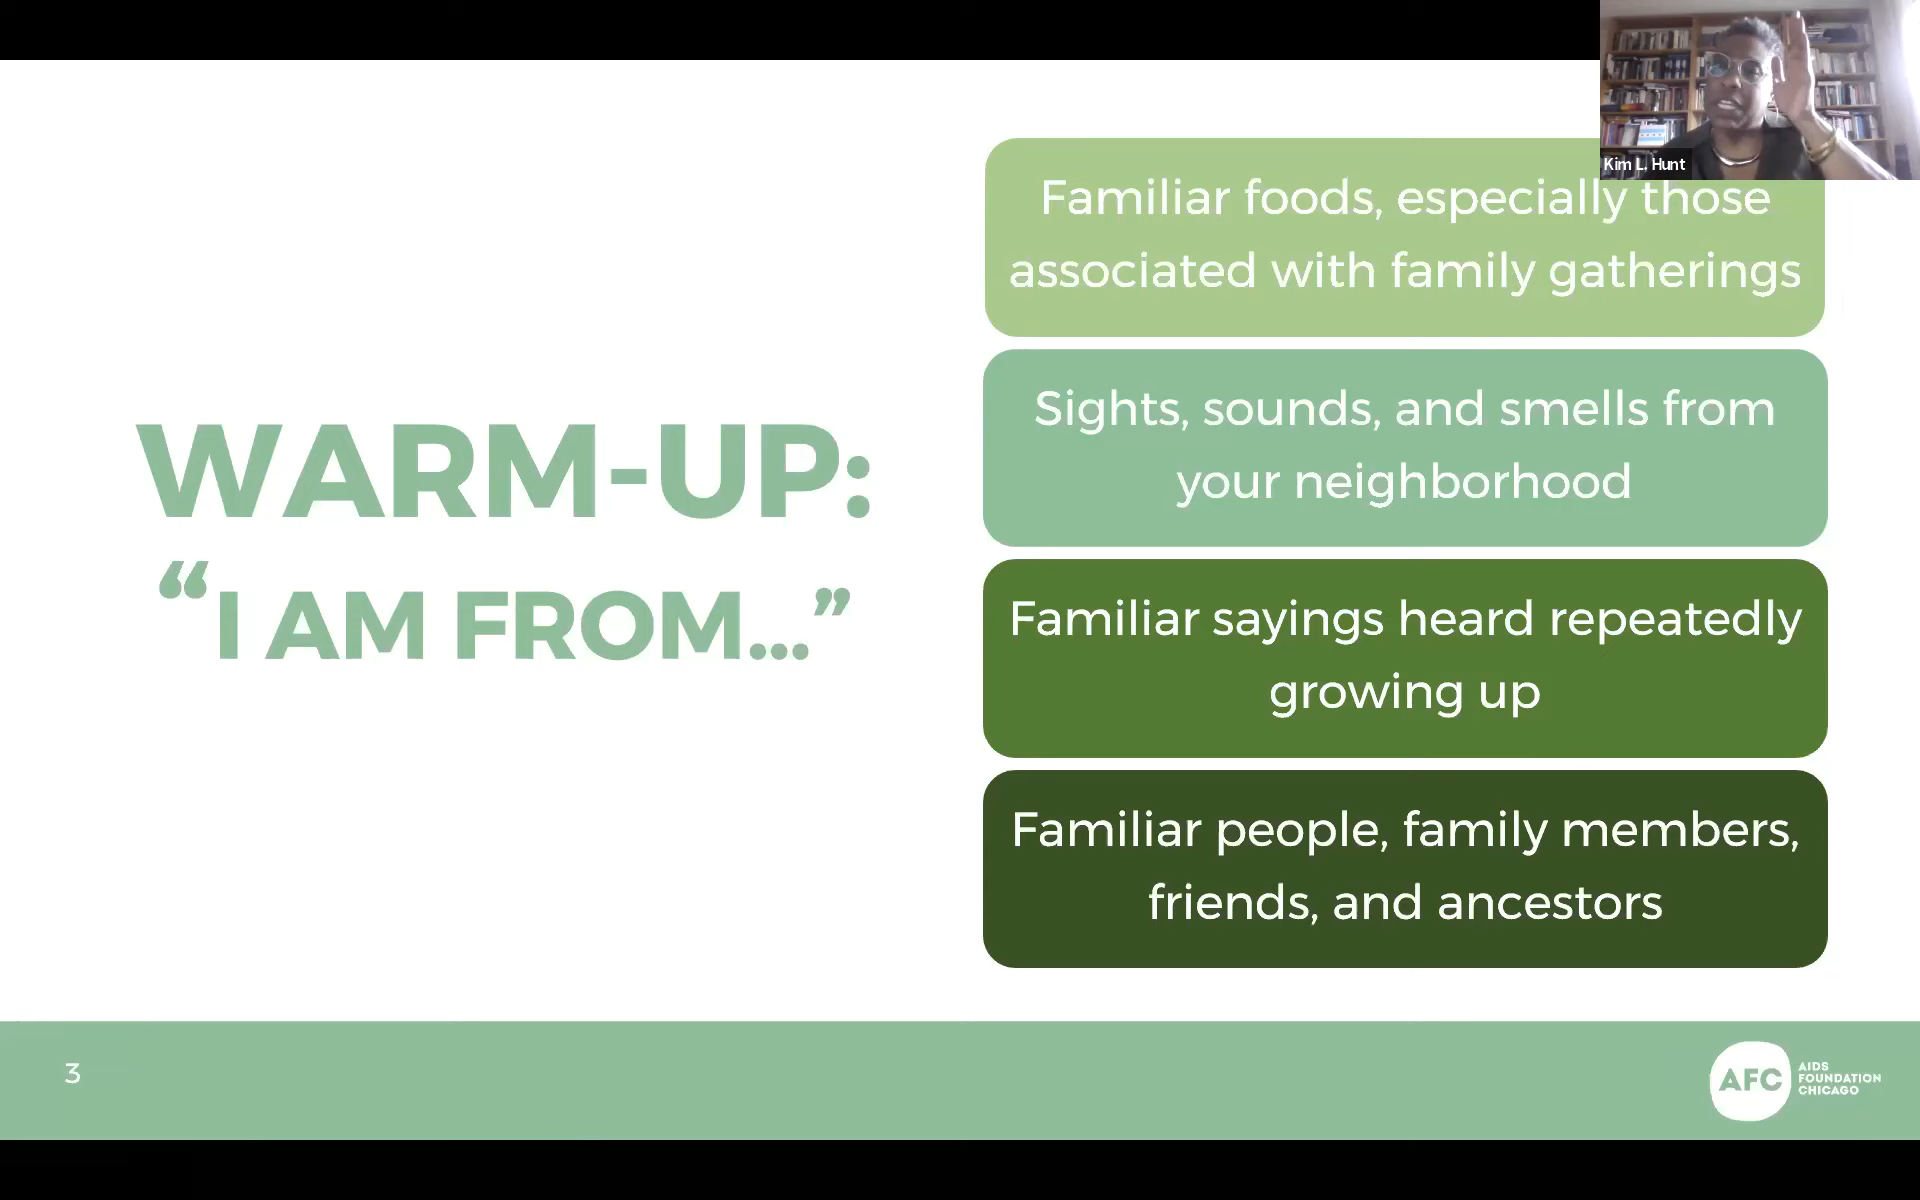 Kim L. Hunt
WARM-UP:
“I AM FROM...”
Familiar foods, especially those
associated with family gatherings
Sights, sounds, and smells from
your neighborhood
Familiar sayings heard repeatedly
growing up
Familiar people, family members,
friends, and ancestors
3
AFC
AIDS
FOUNDATION
CHICAGO